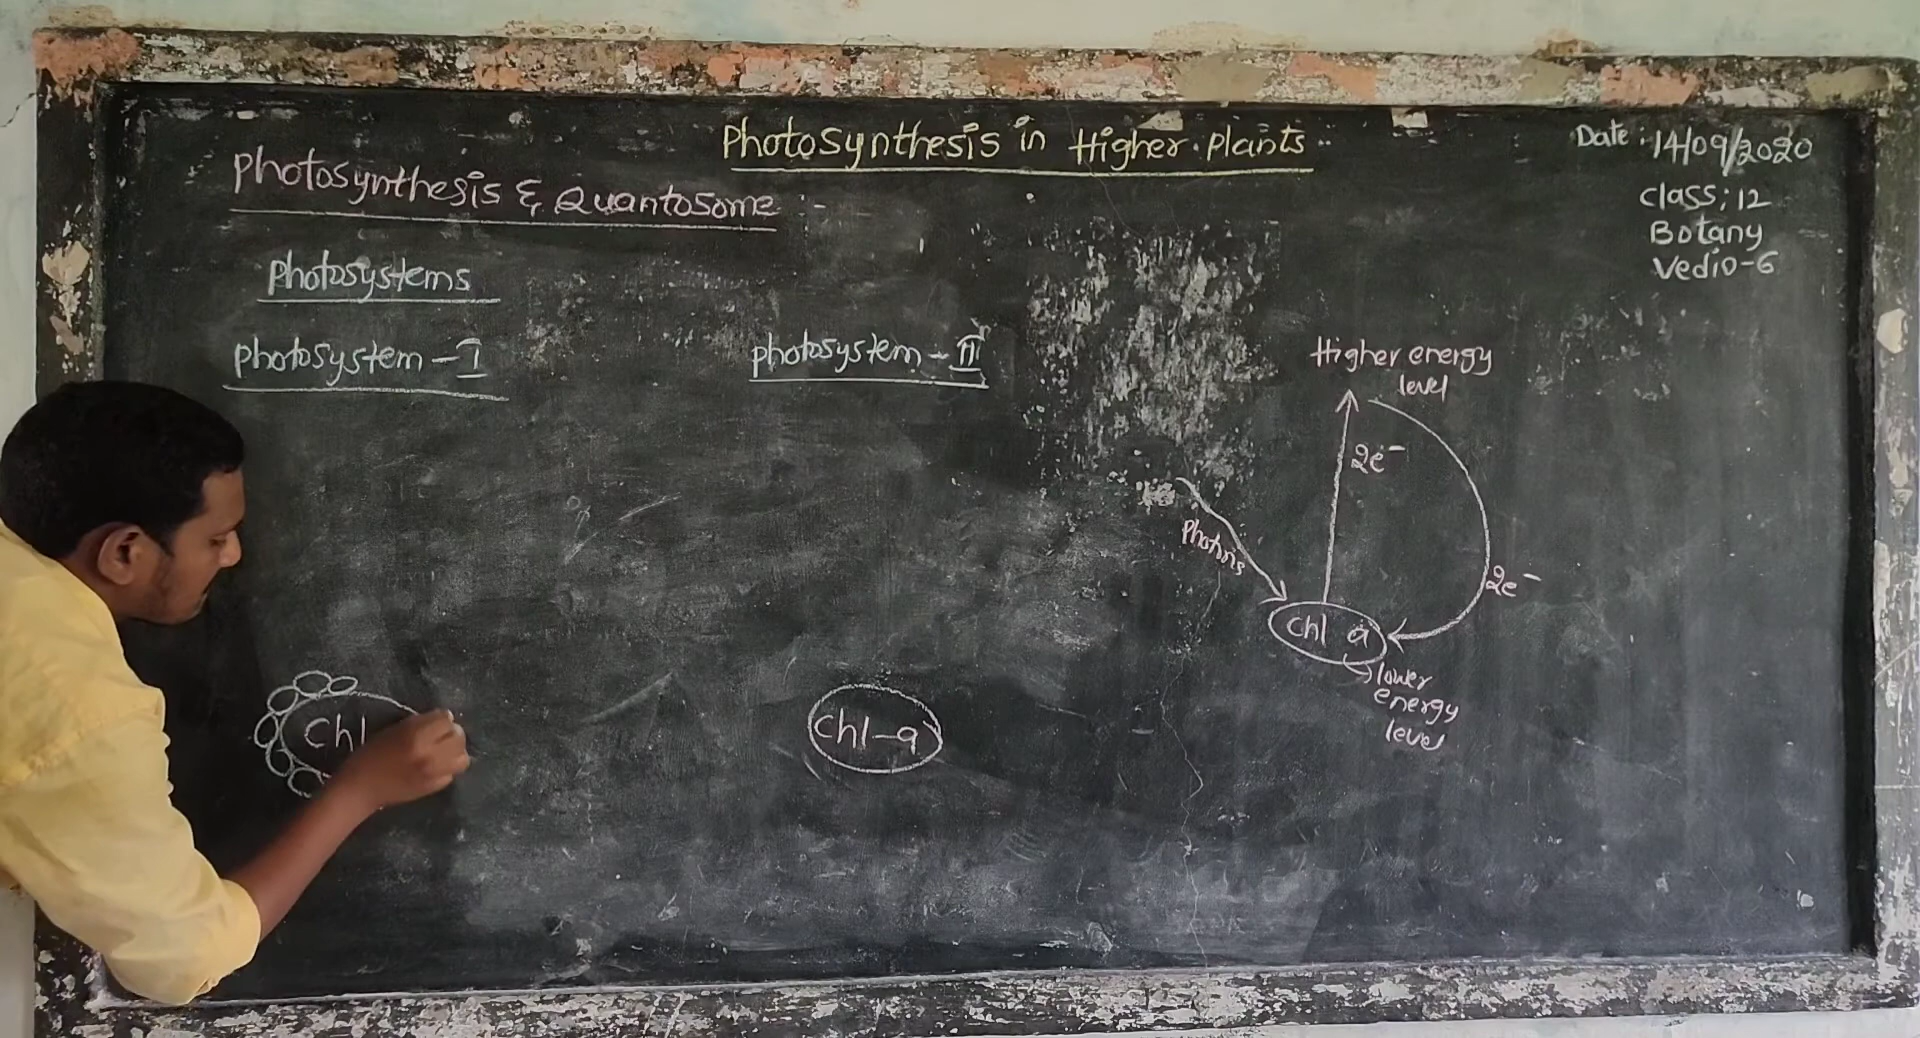 Photosynthesis in Higher Plants
Date: 14/09/2020
class; 12
Botany
Vedio-6
Photosynthesis & Quantosome :-
Photosystems
Photosystem - I
Photosystem - II
Higher energy
level
2e⁻
Photons
2e⁻
Chl a
lower
energy
level
Chl
Chl-a